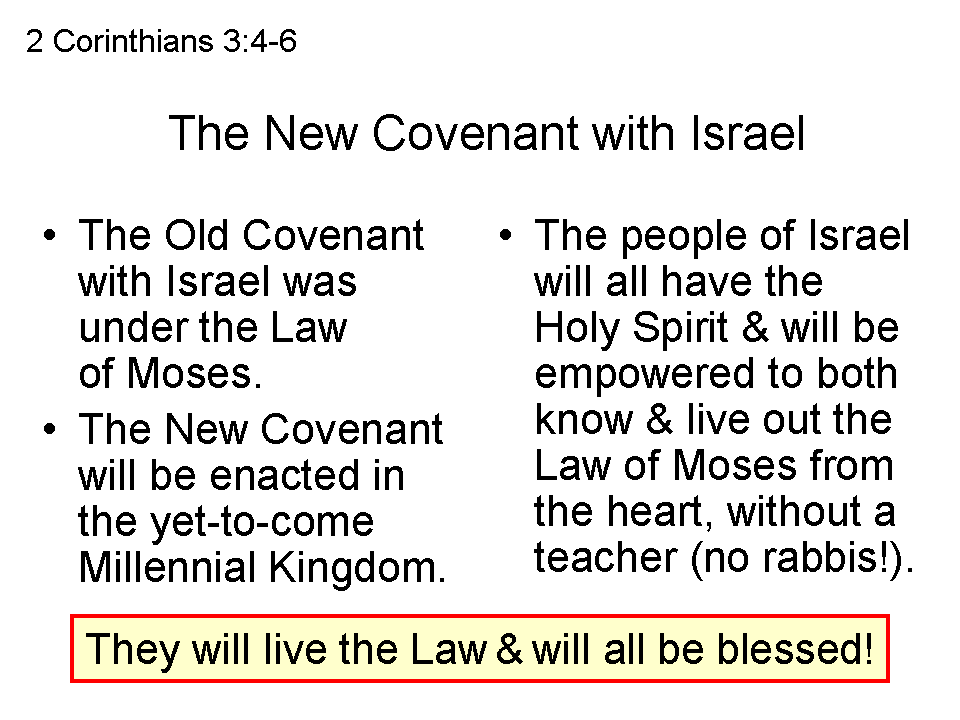 2 Corinthians 3:4-6
The New Covenant with Israel
• The Old Covenant
with Israel was
under the Law
of Moses.
• The New Covenant
will be enacted in
the yet-to-come
Millennial Kingdom.
• The people of Israel
will all have the
Holy Spirit & will be
empowered to both
know & live out the
Law of Moses from
the heart, without a
teacher (no rabbis!).
They will live the Law & will all be blessed!